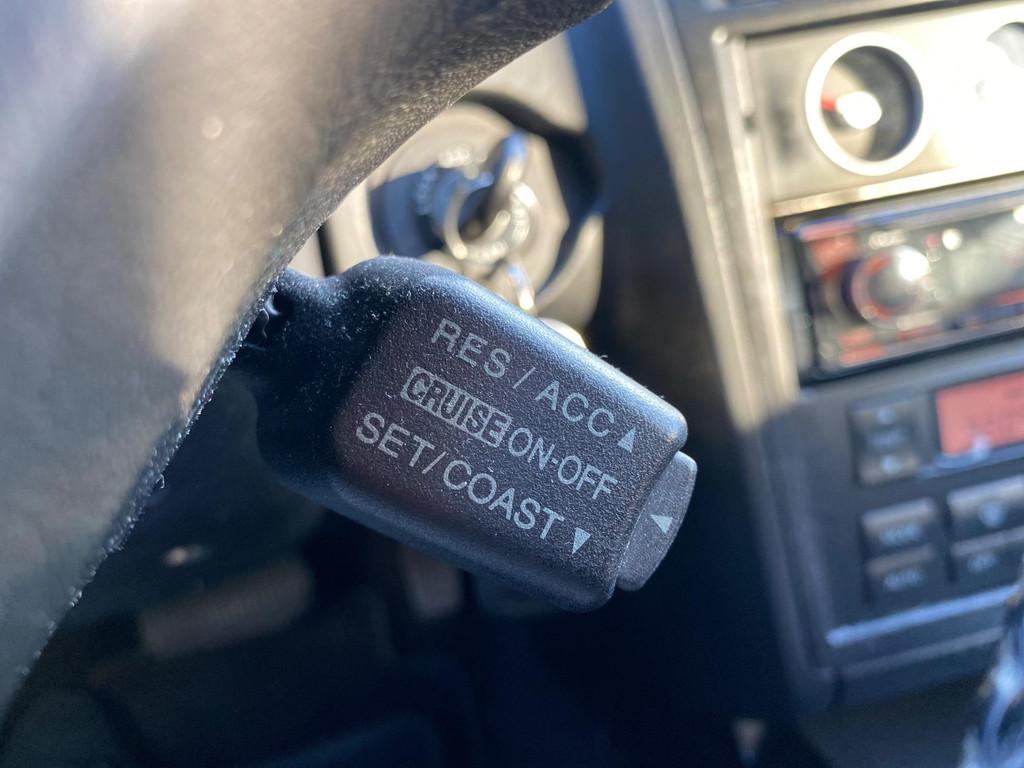 RES / ACC ▲
CRUISE ON-OFF
SET/COAST ▼